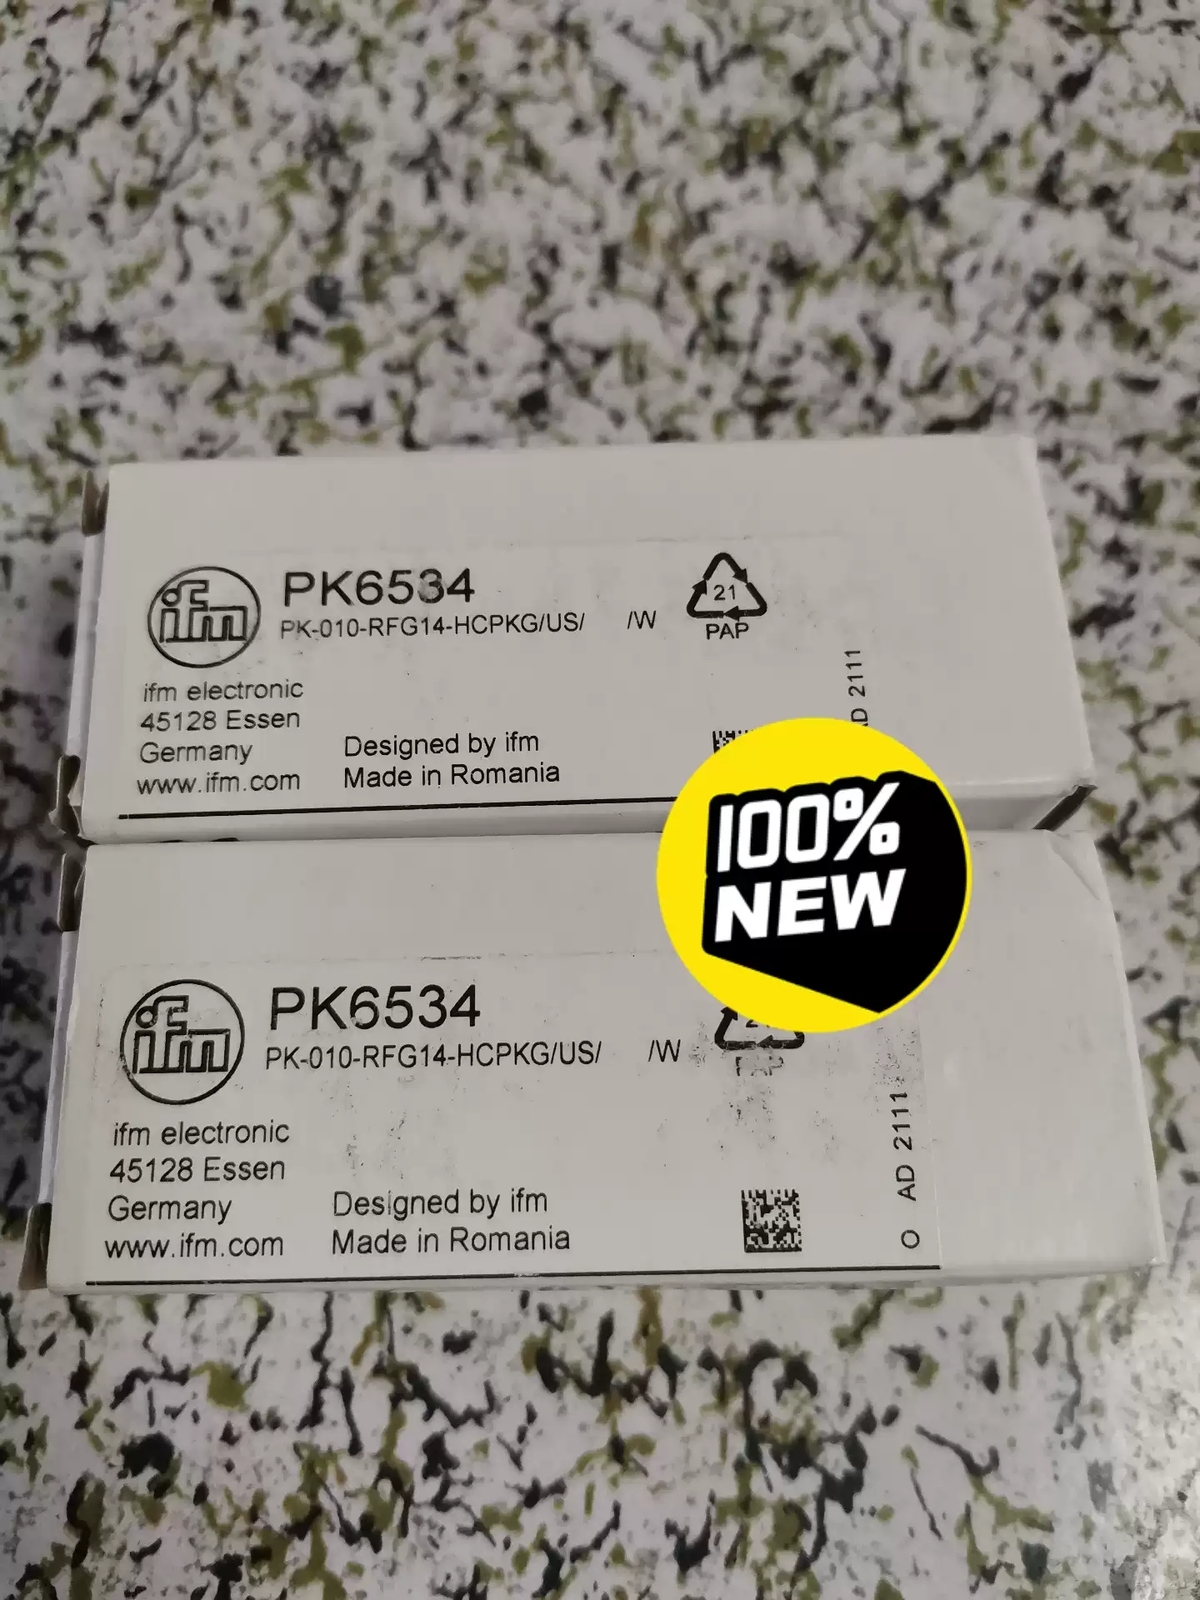 ifm
PK6534
PK-010-RFG14-HCPKG/US/ /W
21
PAP
ifm electronic
45128 Essen
Germany
www.ifm.com
Designed by ifm
Made in Romania
AD 2111
100%
NEW
ifm
PK6534
PK-010-RFG14-HCPKG/US/ /W
PAP
ifm electronic
45128 Essen
Germany
www.ifm.com
Designed by ifm
Made in Romania
O AD 2111